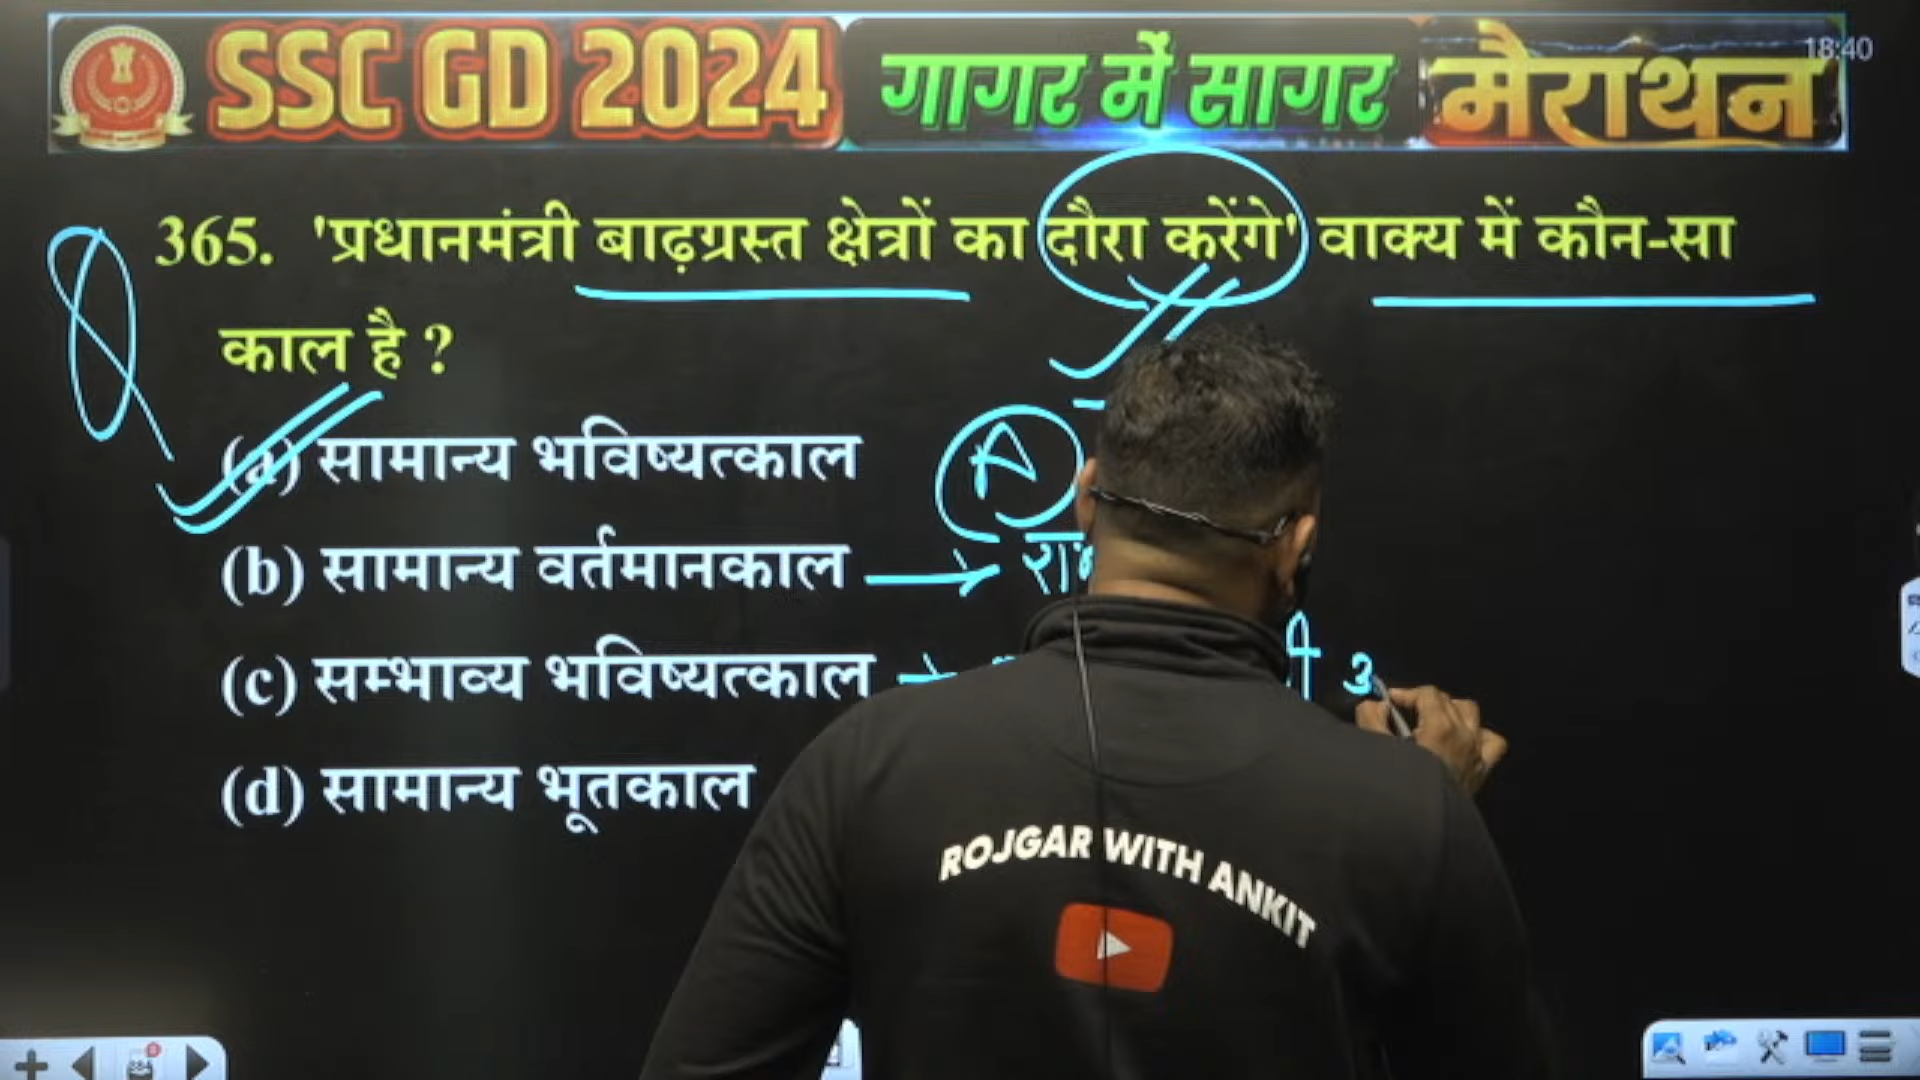 SSC GD 2024 गागर में सागर मैराथन
18:40
365. 'प्रधानमंत्री बाढ़ग्रस्त क्षेत्रों का दौरा करेंगे' वाक्य में कौन-सा
काल है ?
(a) सामान्य भविष्यत्काल
A
(b) सामान्य वर्तमानकाल
(c) सम्भाव्य भविष्यत्काल
(d) सामान्य भूतकाल
ROJGAR WITH ANKIT